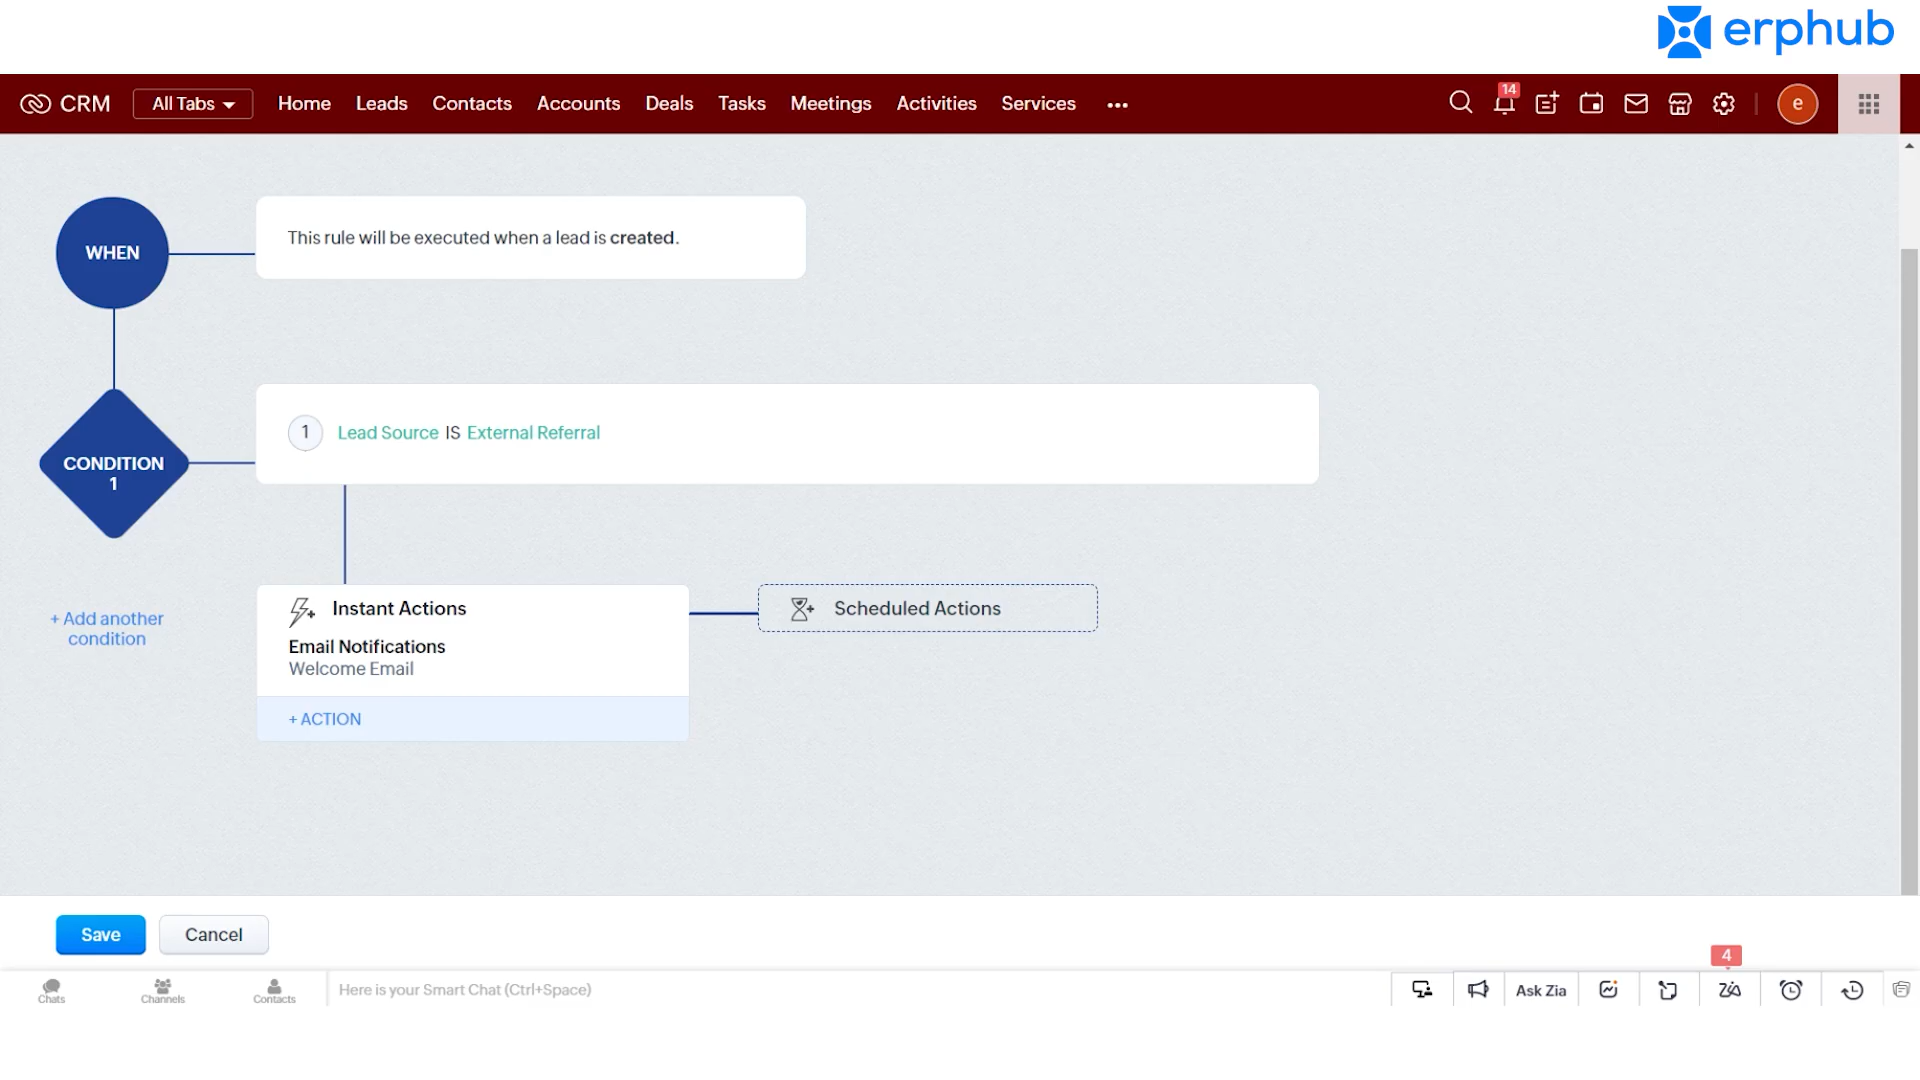 erphub
CRM All Tabs Home Leads Contacts Accounts Deals Tasks Meetings Activities Services 14 e
WHEN
This rule will be executed when a lead is created.
CONDITION
1
1 Lead Source IS External Referral
+ Add another
condition
Instant Actions
Email Notifications
Welcome Email
+ ACTION
Scheduled Actions
Save Cancel
4
Chats Channels Contacts Here is your Smart Chat (Ctrl+Space) Ask Zia